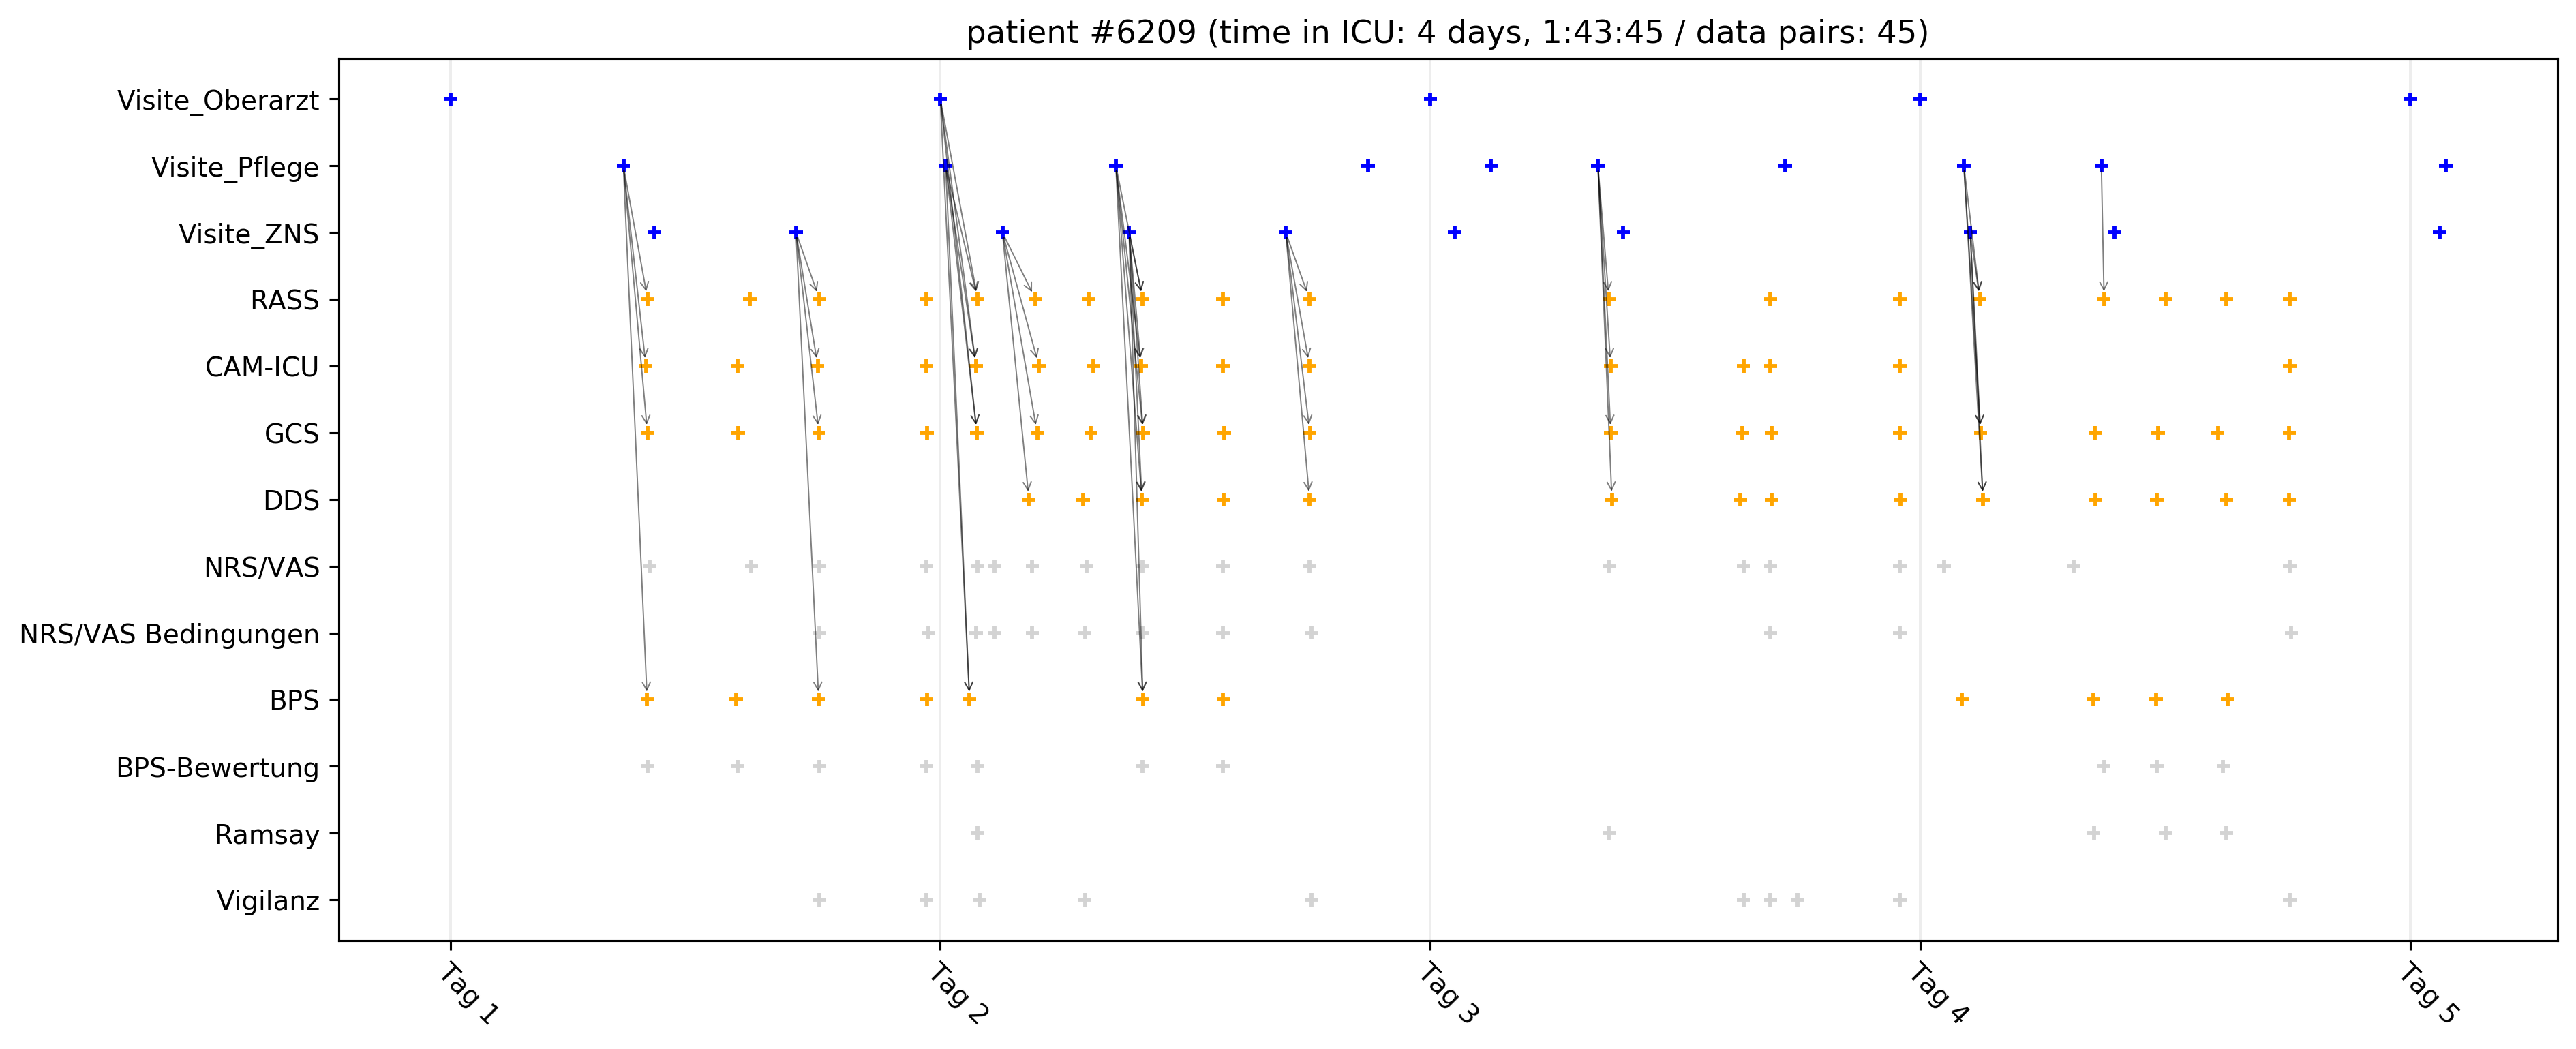 patient #6209 (time in ICU: 4 days, 1:43:45 / data pairs: 45)
Visite_Oberarzt
Visite_Pflege
Visite_ZNS
RASS
CAM-ICU
GCS
DDS
NRS/VAS
NRS/VAS Bedingungen
BPS
BPS-Bewertung
Ramsay
Vigilanz
Tag 1
Tag 2
Tag 3
Tag 4
Tag 5